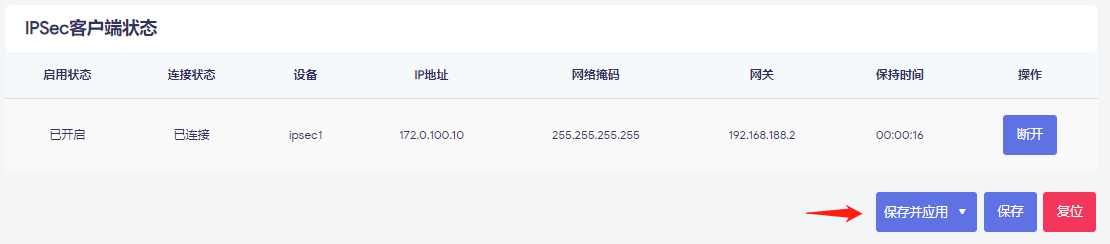 IPSec客户端状态
启用状态 连接状态 设备 IP地址 网络掩码 网关 保持时间 操作
已开启 已连接 ipsec1 172.0.100.10 255.255.255.255 192.168.188.2 00:00:16 断开
保存并应用 保存 复位